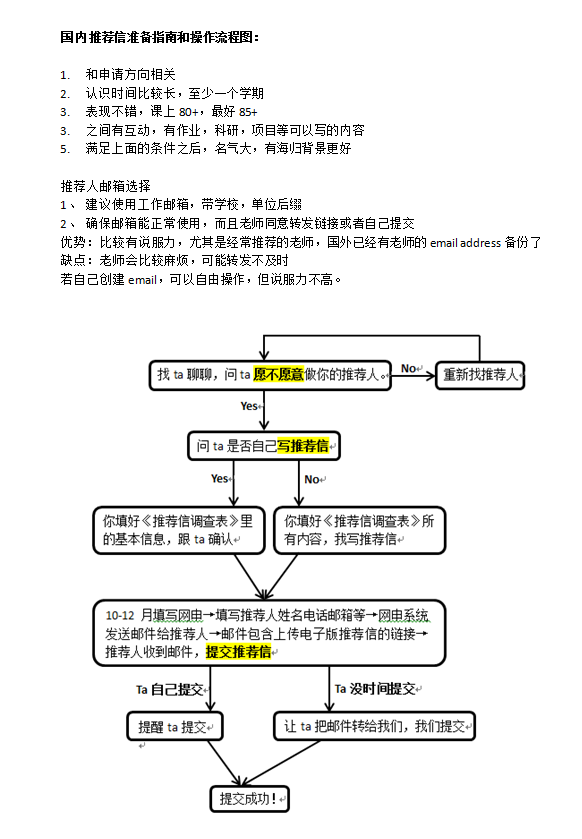 国内推荐信准备指南和操作流程图：
1. 和申请方向相关
2. 认识时间比较长，至少一个学期
3. 表现不错，课上 80+，最好 85+
3. 之间有互动，有作业，科研，项目等可以写的内容
5. 满足上面的条件之后，名气大，有海归背景更好
推荐人邮箱选择
1、 建议使用工作邮箱，带学校，单位后缀
2、 确保邮箱能正常使用，而且老师同意转发链接或者自己提交
优势：比较有说服力，尤其是经常推荐的老师，国外已经有老师的 email address 备份了
缺点：老师会比较麻烦，可能转发不及时
若自己创建 email，可以自由操作，但说服力不高。
找 ta 聊聊，问 ta 愿不愿意做你的推荐人。
No
重新找推荐人
Yes
问 ta 是否自己写推荐信
Yes
No
你填好《推荐信调查表》里
的基本信息，跟 ta 确认
你填好《推荐信调查表》所
有内容，我写推荐信
10-12 月填写网申→填写推荐人姓名电话邮箱等→网申系统
发送邮件给推荐人→邮件包含上传电子版推荐信的链接→
推荐人收到邮件，提交推荐信
Ta 自己提交
Ta 没时间提交
提醒 ta 提交
让 ta 把邮件转给我们，我们提交
提交成功！